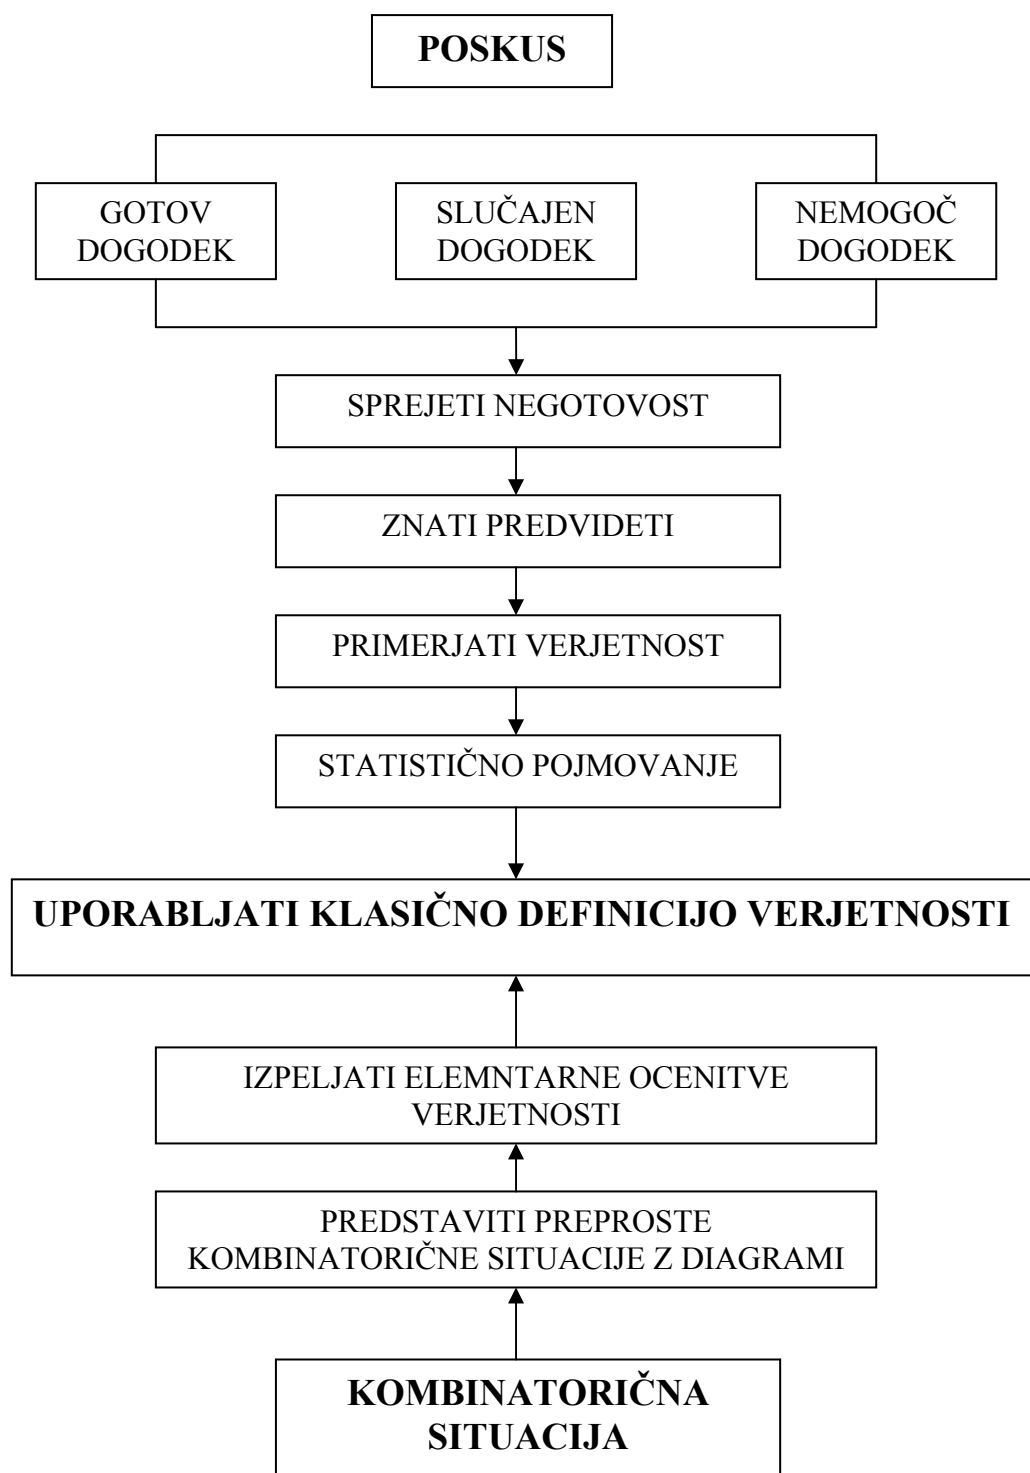 POSKUS
GOTOV
DOGODEK
SLUČAJEN
DOGODEK
NEMOGOČ
DOGODEK
SPREJETI NEGOTOVOST
ZNATI PREDVIDETI
PRIMERJATI VERJETNOST
STATISTIČNO POJMOVANJE
UPORABLJATI KLASIČNO DEFINICIJO VERJETNOSTI
IZPELJATI ELEMNTARNE OCENITVE
VERJETNOSTI
PREDSTAVITI PREPROSTE
KOMBINATORIČNE SITUACIJE Z DIAGRAMI
KOMBINATORIČNA
SITUACIJA